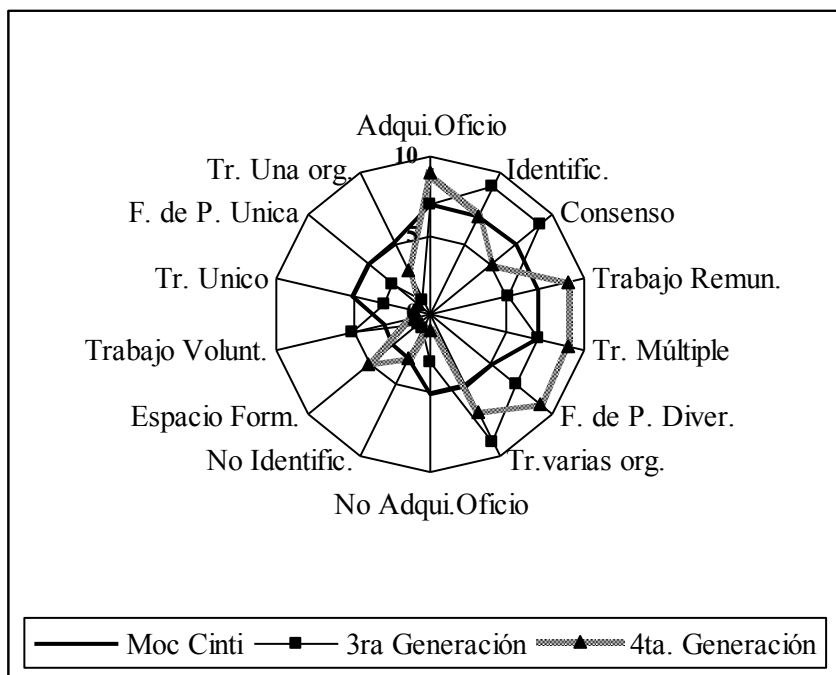 Adqui.Oficio
10
Tr. Una org.
Identific.
F. de P. Unica
Consenso
5
Tr. Unico
Trabajo Remun.
0
Trabajo Volunt.
Tr. Múltiple
Espacio Form.
F. de P. Diver.
No Identific.
Tr.varias org.
No Adqui.Oficio
Moc Cinti
3ra Generación
4ta. Generación